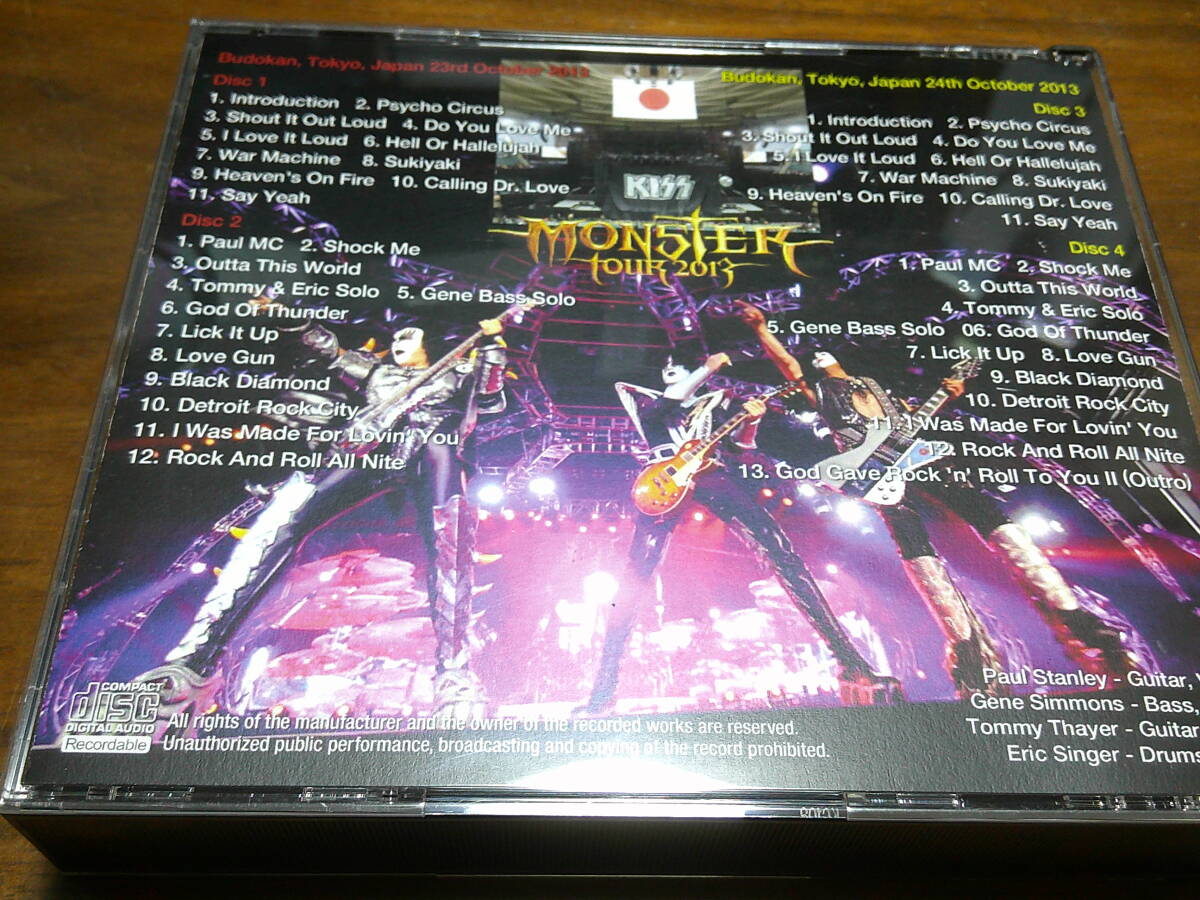 Budokan, Tokyo, Japan 23rd October 2013
Disc 1
1. Introduction 2. Psycho Circus
3. Shout It Out Loud 4. Do You Love Me
5. I Love It Loud 6. Hell Or Hallelujah
7. War Machine 8. Sukiyaki
9. Heaven's On Fire 10. Calling Dr. Love
11. Say Yeah
Disc 2
1. Paul MC 2. Shock Me
3. Outta This World
4. Tommy & Eric Solo 5. Gene Bass Solo
6. God Of Thunder
7. Lick It Up
8. Love Gun
9. Black Diamond
10. Detroit Rock City
11. I Was Made For Lovin' You
12. Rock And Roll All Nite
KISS
MONSTER
TOUR 2013
Budokan, Tokyo, Japan 24th October 2013
Disc 3
1. Introduction 2. Psycho Circus
3. Shout It Out Loud 4. Do You Love Me
5. I Love It Loud 6. Hell Or Hallelujah
7. War Machine 8. Sukiyaki
9. Heaven's On Fire 10. Calling Dr. Love
11. Say Yeah
Disc 4
1. Paul MC 2. Shock Me
3. Outta This World
4. Tommy & Eric Solo
5. Gene Bass Solo 06. God Of Thunder
7. Lick It Up 8. Love Gun
9. Black Diamond
10. Detroit Rock City
11. I Was Made For Lovin' You
12. Rock And Roll All Nite
13. God Gave Rock 'n' Roll To You II (Outro)
Paul Stanley - Guitar,
Gene Simmons - Bass,
Tommy Thayer - Guitar
Eric Singer - Drums
COMPACT
disc
DIGITAL AUDIO
Recordable
All rights of the manufacturer and the owner of the recorded works are reserved.
Unauthorized public performance, broadcasting and copying of the record prohibited.